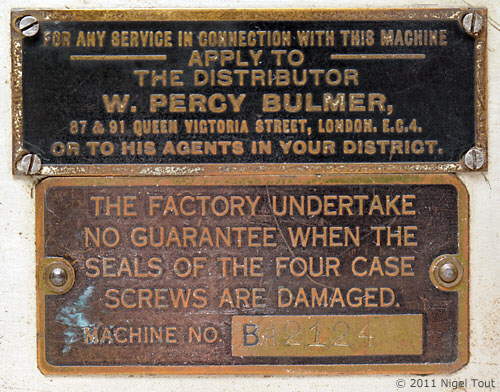 FOR ANY SERVICE IN CONNECTION WITH THIS MACHINE
APPLY TO
THE DISTRIBUTOR
W. PERCY BULMER,
87 & 91 QUEEN VICTORIA STREET, LONDON. E.C.4.
OR TO HIS AGENTS IN YOUR DISTRICT.
THE FACTORY UNDERTAKE
NO GUARANTEE WHEN THE
SEALS OF THE FOUR CASE
SCREWS ARE DAMAGED.
MACHINE NO. B42124
© 2011 Nigel Tout